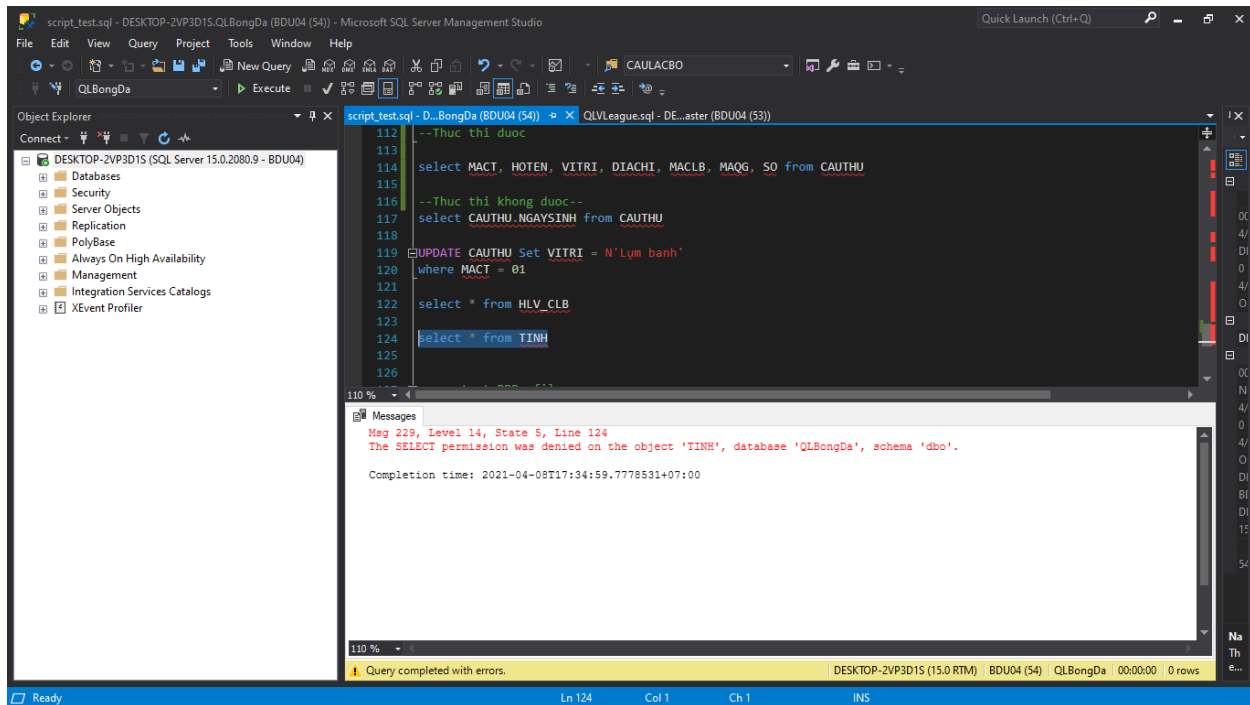 script_test.sql - DESKTOP-2VP3D1S.QLBongDa (BDU04 (54)) - Microsoft SQL Server Management Studio
Quick Launch (Ctrl+Q)
File Edit View Query Project Tools Window Help
New Query
CAULACBO
QLBongDa
Execute
Object Explorer
Connect
DESKTOP-2VP3D1S (SQL Server 15.0.2080.9 - BDU04)
Databases
Security
Server Objects
Replication
PolyBase
Always On High Availability
Management
Integration Services Catalogs
XEvent Profiler
script_test.sql - D...BongDa (BDU04 (54))
QLVLeague.sql - DE...aster (BDU04 (53))
112 --Thuc thi duoc
113
114 select MACT, HOTEN, VITRI, DIACHI, MACLB, MAQG, SO from CAUTHU
115
116 --Thuc thi khong duoc--
117 select CAUTHU.NGAYSINH from CAUTHU
118
119 UPDATE CAUTHU Set VITRI = N'Lụm banh'
120 where MACT = 01
121
122 select * from HLV_CLB
123
124 select * from TINH
125
126
110 %
Messages
Msg 229, Level 14, State 5, Line 124
The SELECT permission was denied on the object 'TINH', database 'QLBongDa', schema 'dbo'.
Completion time: 2021-04-08T17:34:59.7778531+07:00
110 %
Query completed with errors.
DESKTOP-2VP3D1S (15.0 RTM) BDU04 (54) QLBongDa 00:00:00 0 rows
Na
Th
e...
Ready
Ln 124 Col 1 Ch 1 INS